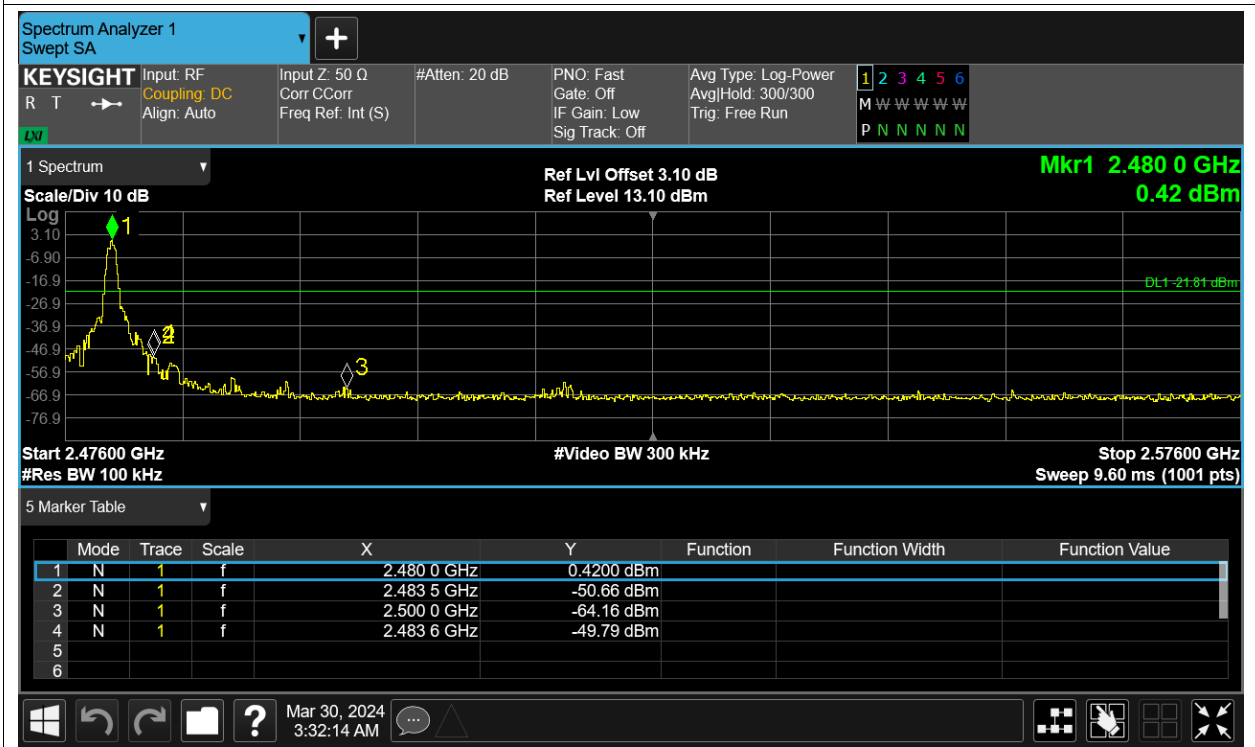 Spectrum Analyzer 1
Swept SA
+
KEYSIGHT Input: RF Input Z: 50 Ω #Atten: 20 dB PNO: Fast Avg Type: Log-Power 1 2 3 4 5 6
R T Coupling: DC Corr CCorr Gate: Off Avg|Hold: 300/300 M W W W W W
Align: Auto Freq Ref: Int (S) IF Gain: Low Trig: Free Run
LXI Sig Track: Off P N N N N N
1 Spectrum Ref Lvl Offset 3.10 dB Mkr1 2.480 0 GHz
Scale/Div 10 dB Ref Level 13.10 dBm 0.42 dBm
Log
1
3.10
-6.90
-16.9
DL1 -21.81 dBm
-26.9
-36.9
2
4
-46.9
3
-56.9
-66.9
-76.9
Start 2.47600 GHz #Video BW 300 kHz Stop 2.57600 GHz
#Res BW 100 kHz Sweep 9.60 ms (1001 pts)
5 Marker Table
Mode Trace Scale X Y Function Function Width Function Value
1 N 1 f 2.480 0 GHz 0.4200 dBm
2 N 1 f 2.483 5 GHz -50.66 dBm
3 N 1 f 2.500 0 GHz -64.16 dBm
4 N 1 f 2.483 6 GHz -49.79 dBm
5
6
? Mar 30, 2024
3:32:14 AM